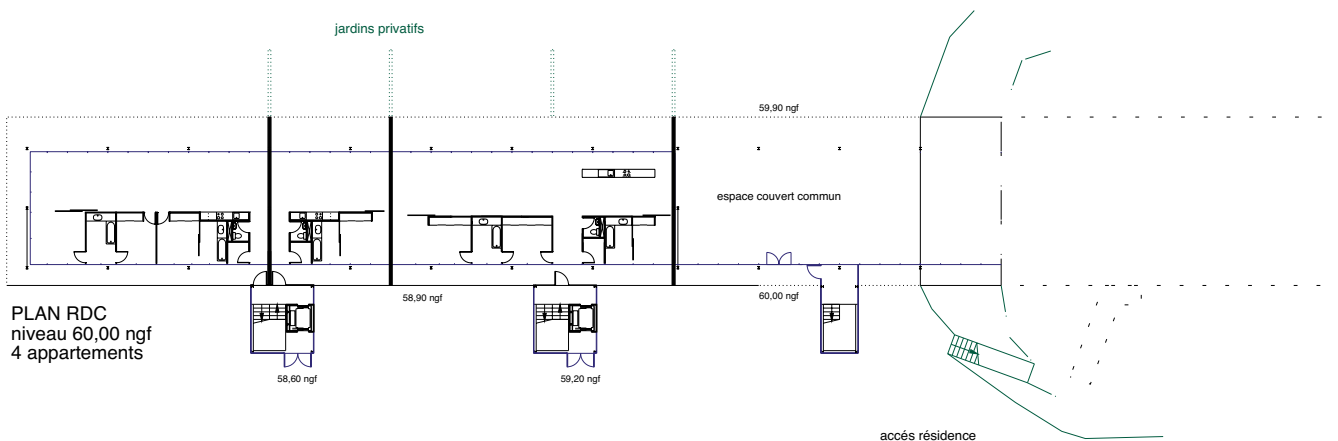 jardins privatifs
59,90 ngf
espace couvert commun
58,90 ngf
60,00 ngf
PLAN RDC
niveau 60,00 ngf
4 appartements
58,60 ngf
59,20 ngf
accés résidence